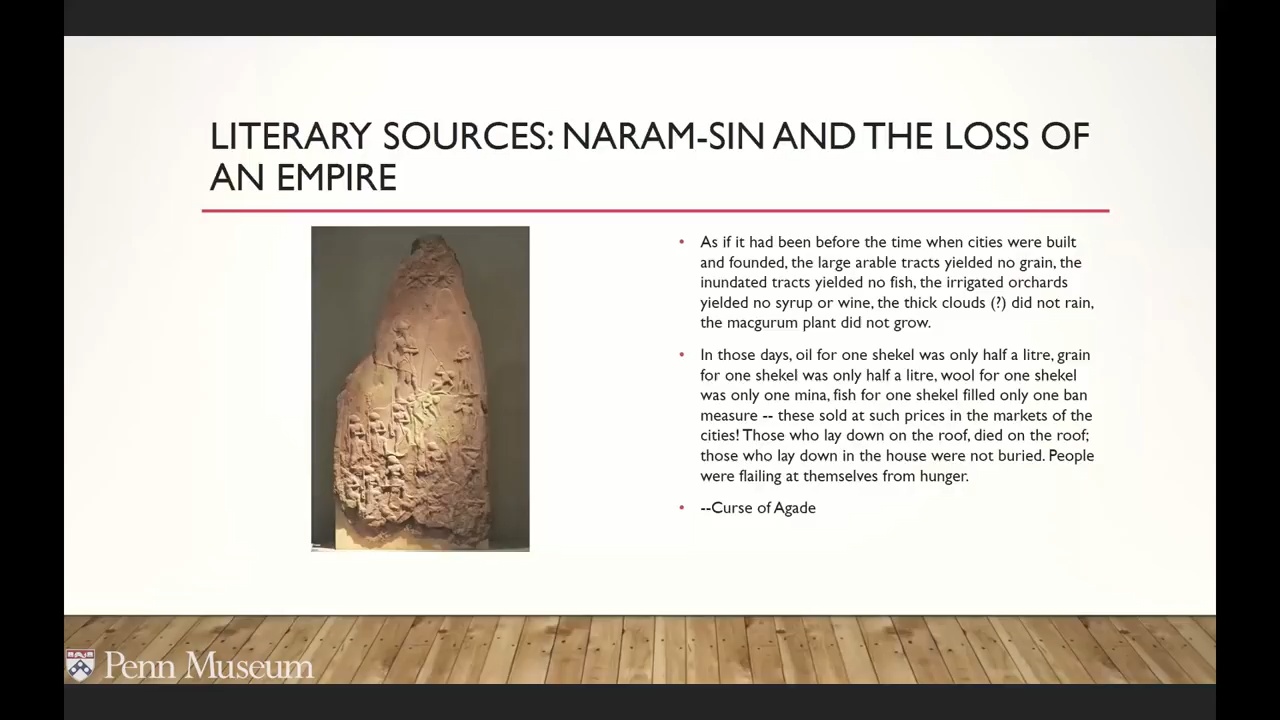 LITERARY SOURCES: NARAM-SIN AND THE LOSS OF
AN EMPIRE
• As if it had been before the time when cities were built
and founded, the large arable tracts yielded no grain, the
inundated tracts yielded no fish, the irrigated orchards
yielded no syrup or wine, the thick clouds (?) did not rain,
the macgurum plant did not grow.
• In those days, oil for one shekel was only half a litre, grain
for one shekel was only half a litre, wool for one shekel
was only one mina, fish for one shekel filled only one ban
measure -- these sold at such prices in the markets of the
cities! Those who lay down on the roof, died on the roof;
those who lay down in the house were not buried. People
were flailing at themselves from hunger.
• --Curse of Agade
Penn Museum